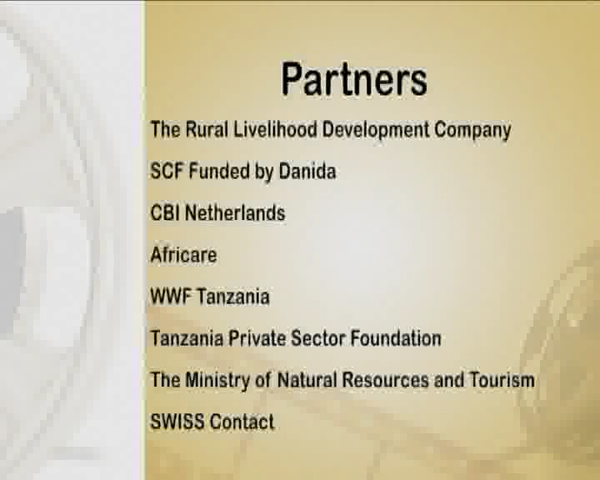 Partners
The Rural Livelihood Development Company
SCF Funded by Danida
CBI Netherlands
Africare
WWF Tanzania
Tanzania Private Sector Foundation
The Ministry of Natural Resources and Tourism
SWISS Contact